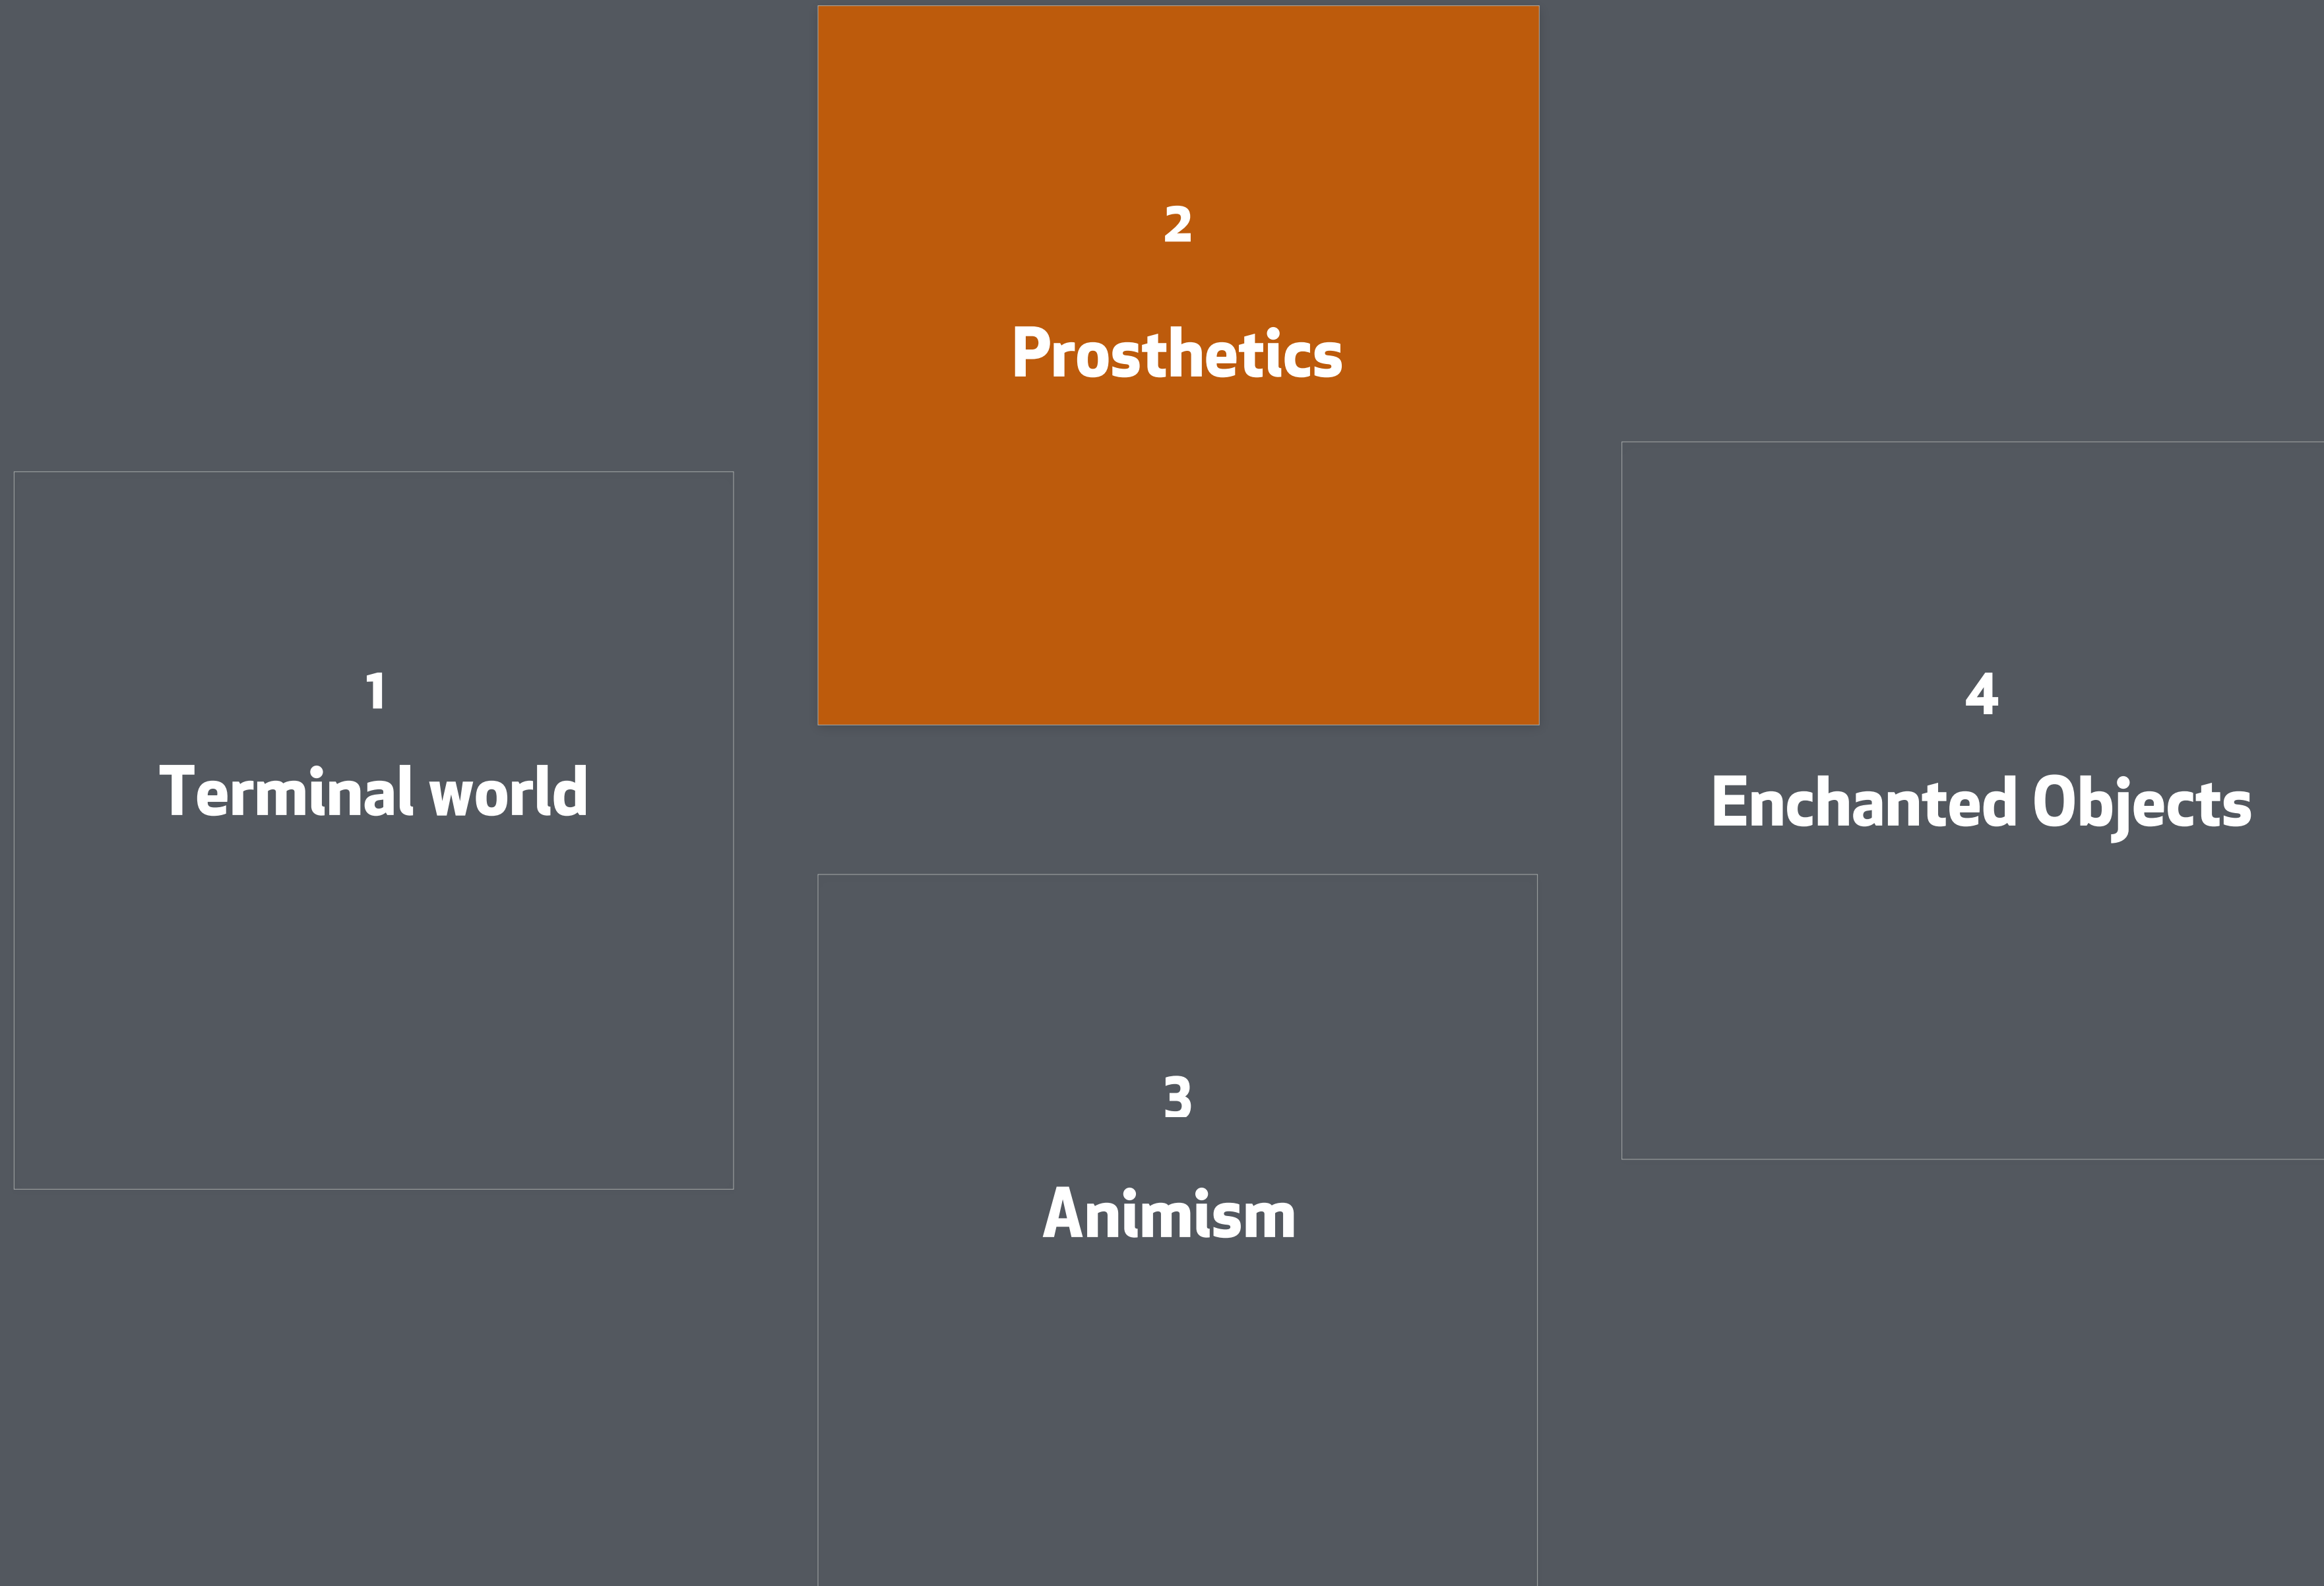 1
Terminal world
2
Prosthetics
3
Animism
4
Enchanted Objects